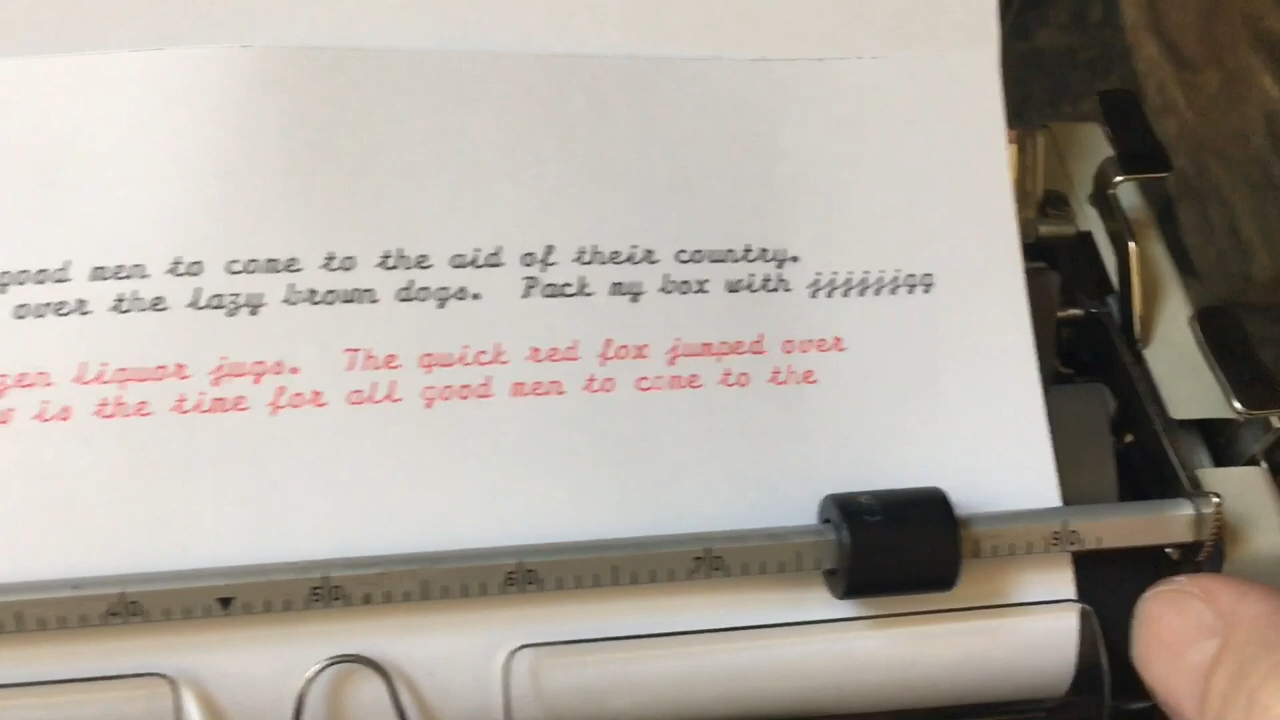 good men to come to the aid of their country.
over the lazy brown dogs. Pack my box with jjjjjjqq
zen liquor jugs. The quick red fox jumped over
is the time for all good men to come to the
40 50 60 70 90